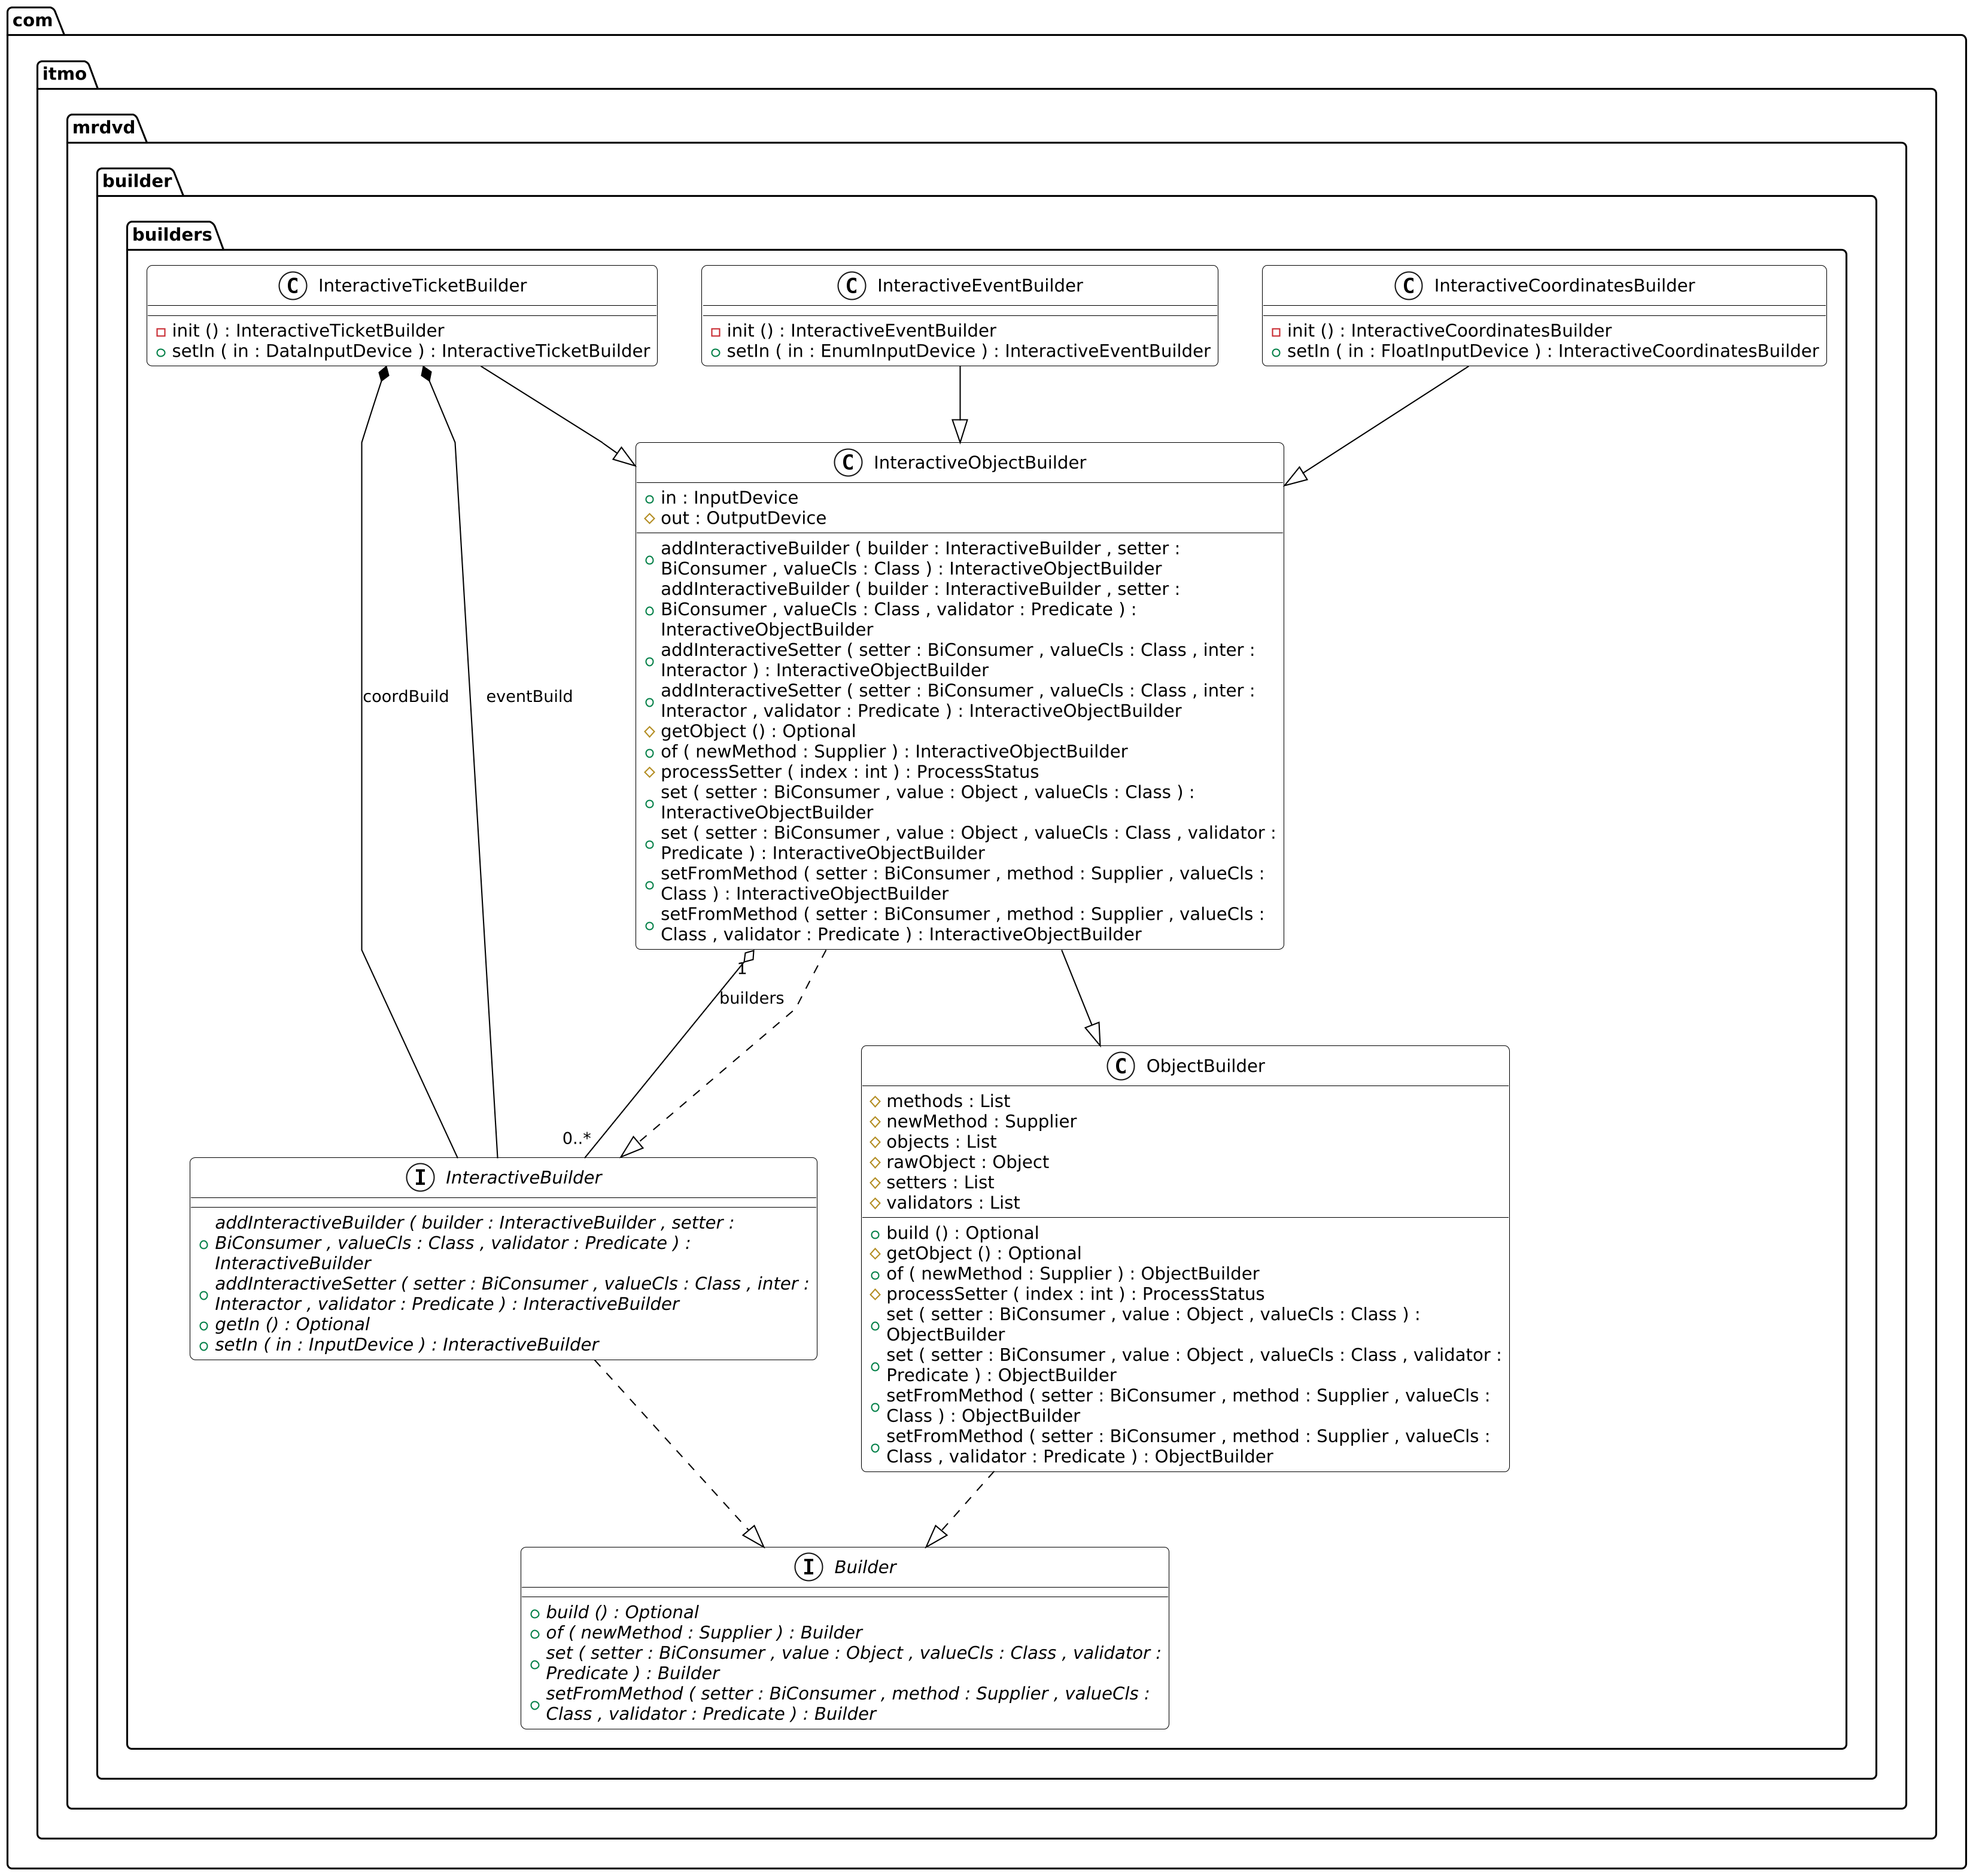 com
itmo
mrdvd
builder
builders
C InteractiveTicketBuilder
init () : InteractiveTicketBuilder
setIn ( in : DataInputDevice ) : InteractiveTicketBuilder
C InteractiveEventBuilder
init () : InteractiveEventBuilder
setIn ( in : EnumInputDevice ) : InteractiveEventBuilder
C InteractiveCoordinatesBuilder
init () : InteractiveCoordinatesBuilder
setIn ( in : FloatInputDevice ) : InteractiveCoordinatesBuilder
C InteractiveObjectBuilder
in : InputDevice
out : OutputDevice
addInteractiveBuilder ( builder : InteractiveBuilder , setter :
BiConsumer , valueCls : Class ) : InteractiveObjectBuilder
addInteractiveBuilder ( builder : InteractiveBuilder , setter :
BiConsumer , valueCls : Class , validator : Predicate ) :
InteractiveObjectBuilder
addInteractiveSetter ( setter : BiConsumer , valueCls : Class , inter :
Interactor ) : InteractiveObjectBuilder
addInteractiveSetter ( setter : BiConsumer , valueCls : Class , inter :
Interactor , validator : Predicate ) : InteractiveObjectBuilder
getObject () : Optional
of ( newMethod : Supplier ) : InteractiveObjectBuilder
processSetter ( index : int ) : ProcessStatus
set ( setter : BiConsumer , value : Object , valueCls : Class ) :
InteractiveObjectBuilder
set ( setter : BiConsumer , value : Object , valueCls : Class , validator :
Predicate ) : InteractiveObjectBuilder
setFromMethod ( setter : BiConsumer , method : Supplier , valueCls :
Class ) : InteractiveObjectBuilder
setFromMethod ( setter : BiConsumer , method : Supplier , valueCls :
Class , validator : Predicate ) : InteractiveObjectBuilder
coordBuild
eventBuild
1
builders
0..*
C ObjectBuilder
methods : List
newMethod : Supplier
objects : List
rawObject : Object
setters : List
validators : List
build () : Optional
getObject () : Optional
of ( newMethod : Supplier ) : ObjectBuilder
processSetter ( index : int ) : ProcessStatus
set ( setter : BiConsumer , value : Object , valueCls : Class ) :
ObjectBuilder
set ( setter : BiConsumer , value : Object , valueCls : Class , validator :
Predicate ) : ObjectBuilder
setFromMethod ( setter : BiConsumer , method : Supplier , valueCls :
Class ) : ObjectBuilder
setFromMethod ( setter : BiConsumer , method : Supplier , valueCls :
Class , validator : Predicate ) : ObjectBuilder
I InteractiveBuilder
addInteractiveBuilder ( builder : InteractiveBuilder , setter :
BiConsumer , valueCls : Class , validator : Predicate ) :
InteractiveBuilder
addInteractiveSetter ( setter : BiConsumer , valueCls : Class , inter :
Interactor , validator : Predicate ) : InteractiveBuilder
getIn () : Optional
setIn ( in : InputDevice ) : InteractiveBuilder
I Builder
build () : Optional
of ( newMethod : Supplier ) : Builder
set ( setter : BiConsumer , value : Object , valueCls : Class , validator :
Predicate ) : Builder
setFromMethod ( setter : BiConsumer , method : Supplier , valueCls :
Class , validator : Predicate ) : Builder